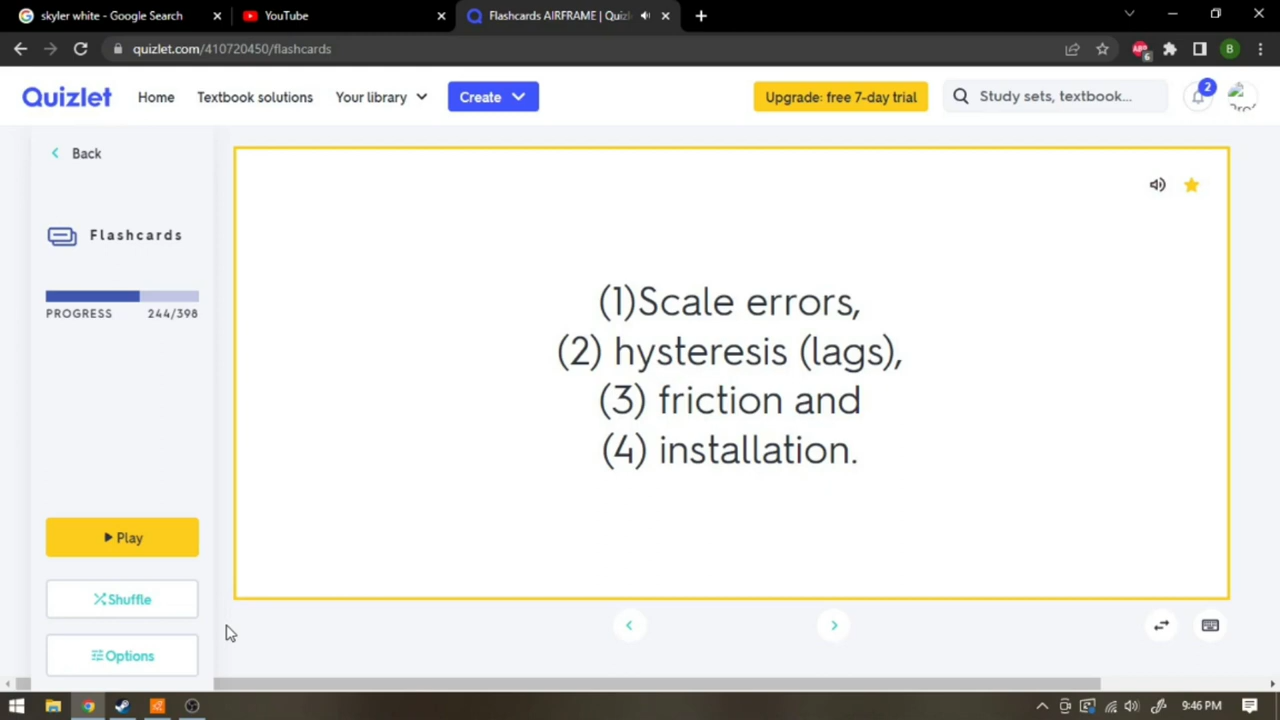 skyler white - Google Search
YouTube
Flashcards AIRFRAME | Quizl
quizlet.com/410720450/flashcards
6
B
Quizlet
Home
Textbook solutions
Your library
Create
Upgrade: free 7-day trial
Study sets, textbook...
2
Back
Flashcards
PROGRESS 244/398
(1)Scale errors,
(2) hysteresis (lags),
(3) friction and
(4) installation.
Play
Shuffle
Options
9:46 PM